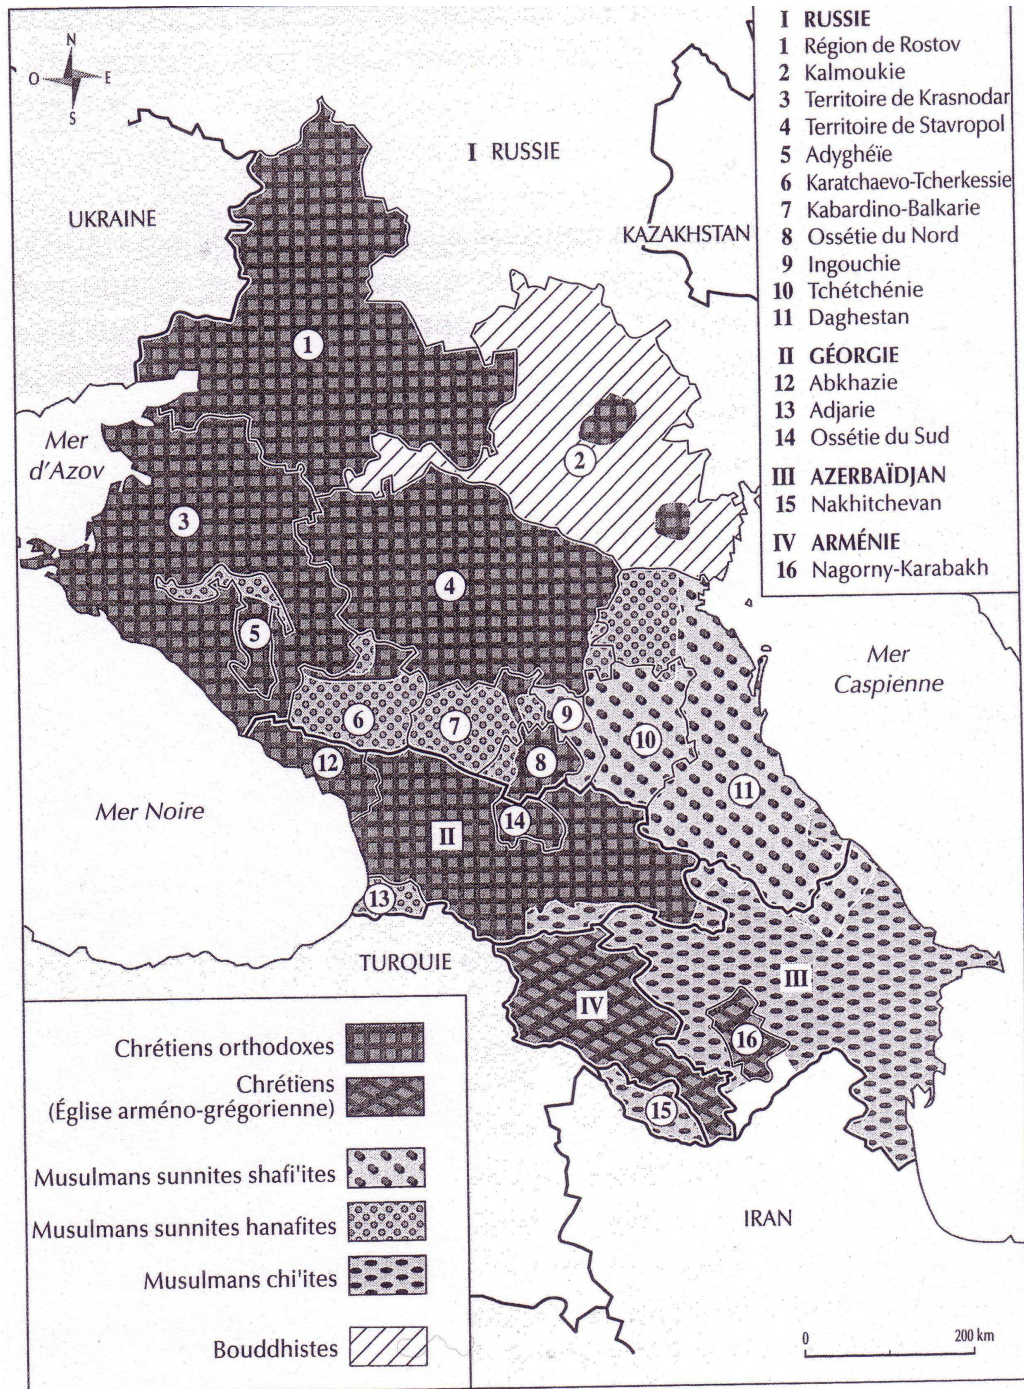 N
O
E
S
I RUSSIE
UKRAINE
KAZAKHSTAN
1
2
Mer
d'Azov
3
4
5
6
7
8
9
10
11
12
13
14
II
Mer Noire
Mer
Caspienne
TURQUIE
III
IV
15
16
IRAN
I RUSSIE
1 Région de Rostov
2 Kalmoukie
3 Territoire de Krasnodar
4 Territoire de Stavropol
5 Adyghéïe
6 Karatchaevo-Tcherkessie
7 Kabardino-Balkarie
8 Ossétie du Nord
9 Ingouchie
10 Tchétchénie
11 Daghestan
II GÉORGIE
12 Abkhazie
13 Adjarie
14 Ossétie du Sud
III AZERBAÏDJAN
15 Nakhitchevan
IV ARMÉNIE
16 Nagorny-Karabakh
Chrétiens orthodoxes
Chrétiens
(Église arméno-grégorienne)
Musulmans sunnites shafi'ites
Musulmans sunnites hanafites
Musulmans chi'ites
Bouddhistes
0 200 km